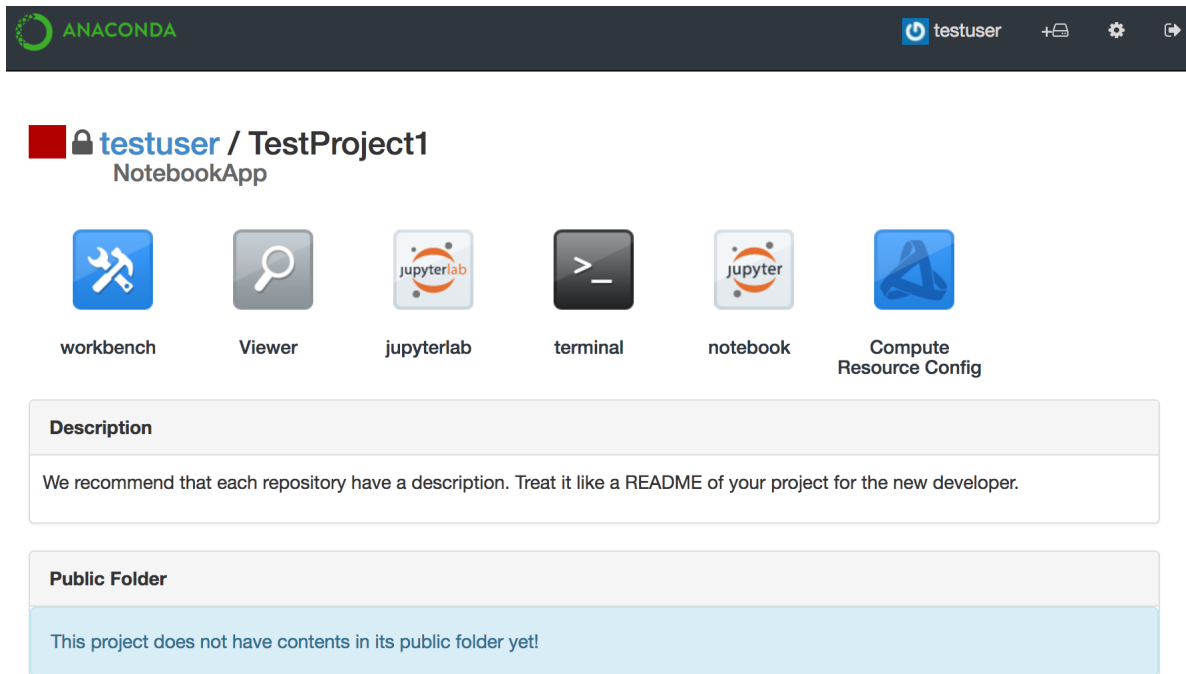 ANACONDA
testuser
testuser / TestProject1
NotebookApp
jupyterlab
>_
jupyter
workbench
Viewer
jupyterlab
terminal
notebook
Compute
Resource Config
Description
We recommend that each repository have a description. Treat it like a README of your project for the new developer.
Public Folder
This project does not have contents in its public folder yet!